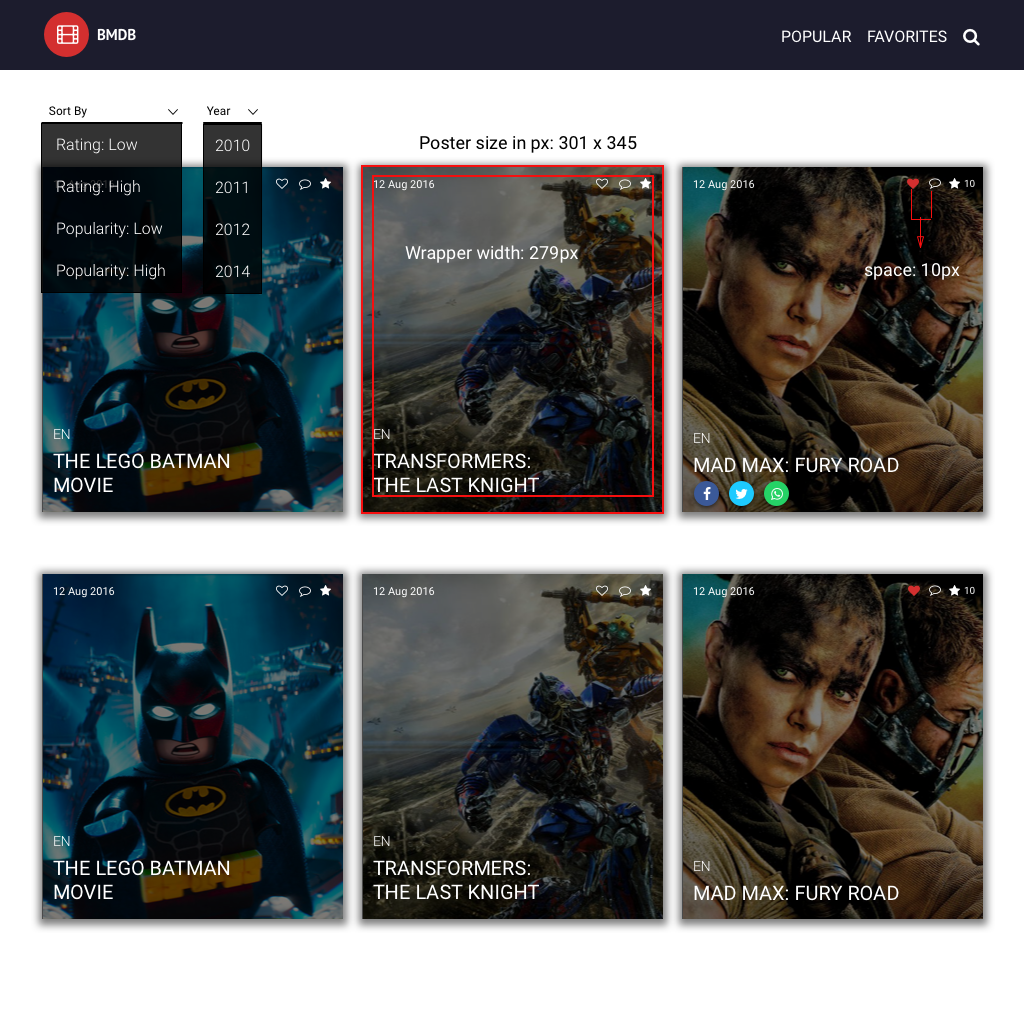 BMDB
POPULAR FAVORITES
Sort By
Year
Rating: Low
Rating: High
Popularity: Low
Popularity: High
2010
2011
2012
2014
Poster size in px: 301 x 345
12 Aug 2016
Wrapper width: 279px
12 Aug 2016
10
space: 10px
EN
THE LEGO BATMAN
MOVIE
EN
TRANSFORMERS:
THE LAST KNIGHT
EN
MAD MAX: FURY ROAD
12 Aug 2016
12 Aug 2016
12 Aug 2016
10
EN
THE LEGO BATMAN
MOVIE
EN
TRANSFORMERS:
THE LAST KNIGHT
EN
MAD MAX: FURY ROAD